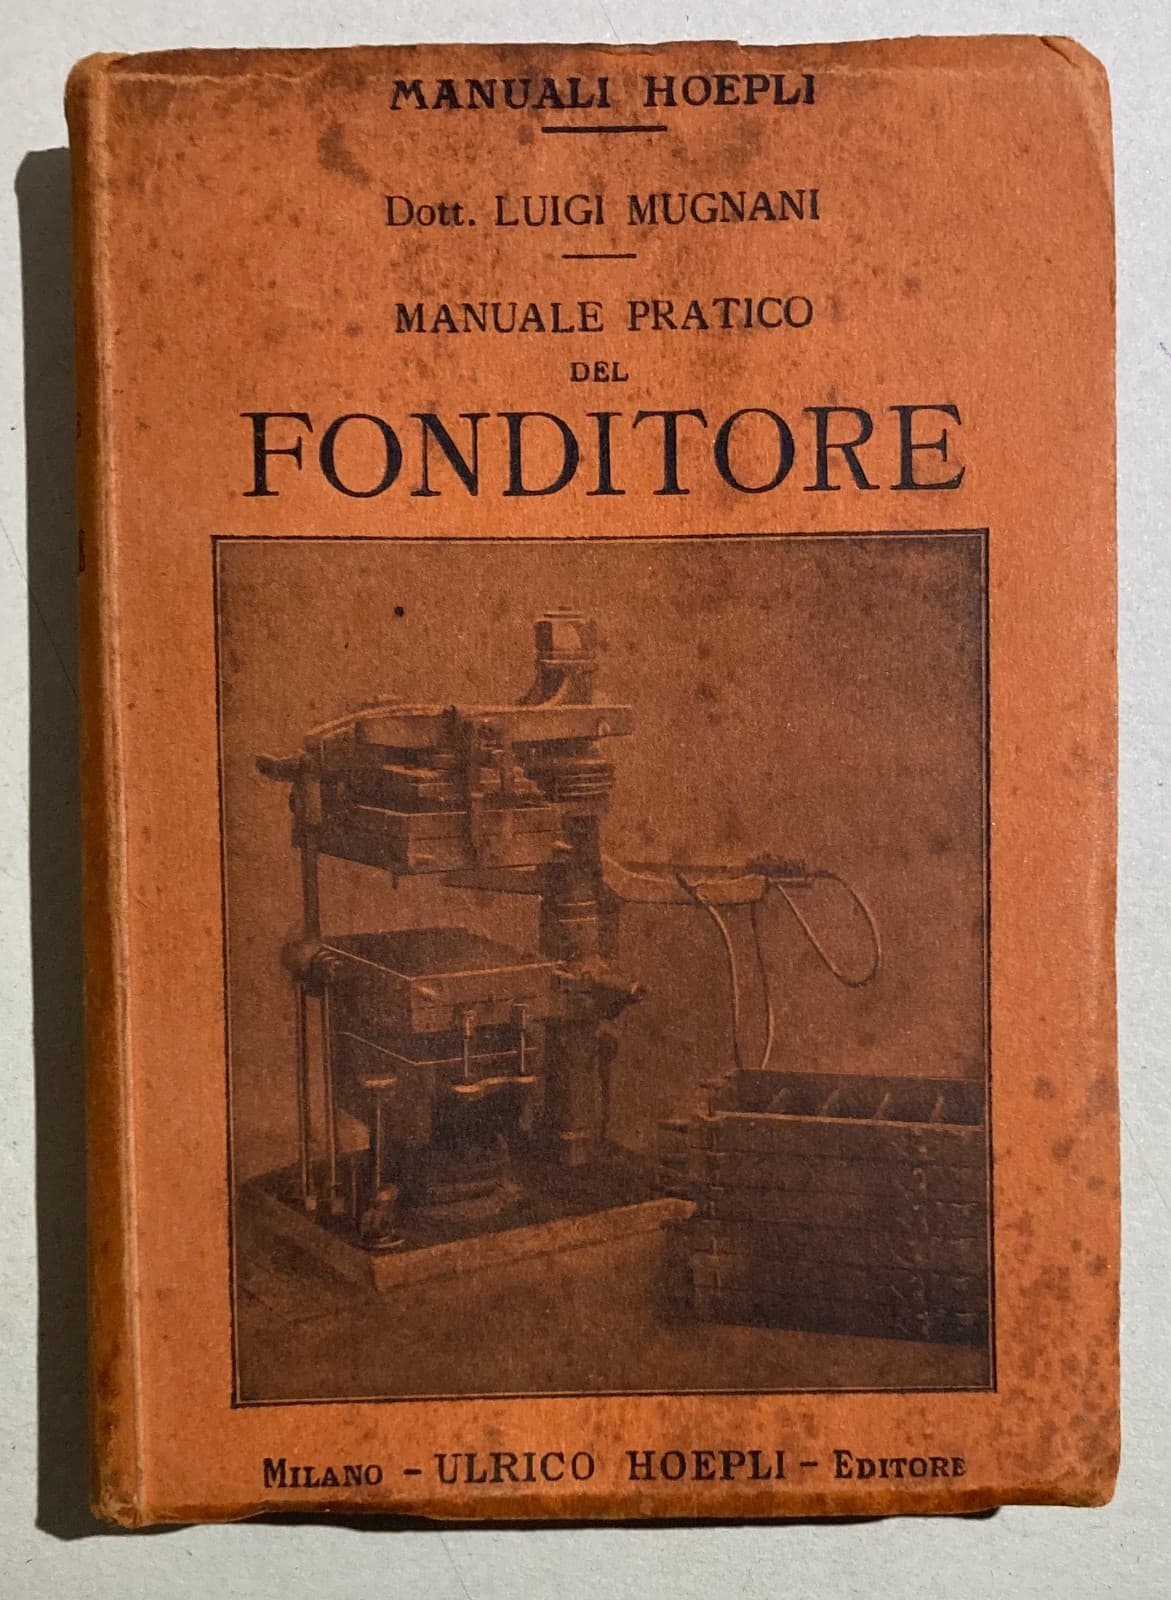 MANUALI HOEPLI
Dott. LUIGI MUGNANI
MANUALE PRATICO
DEL
FONDITORE
MILANO - ULRICO HOEPLI - EDITORE